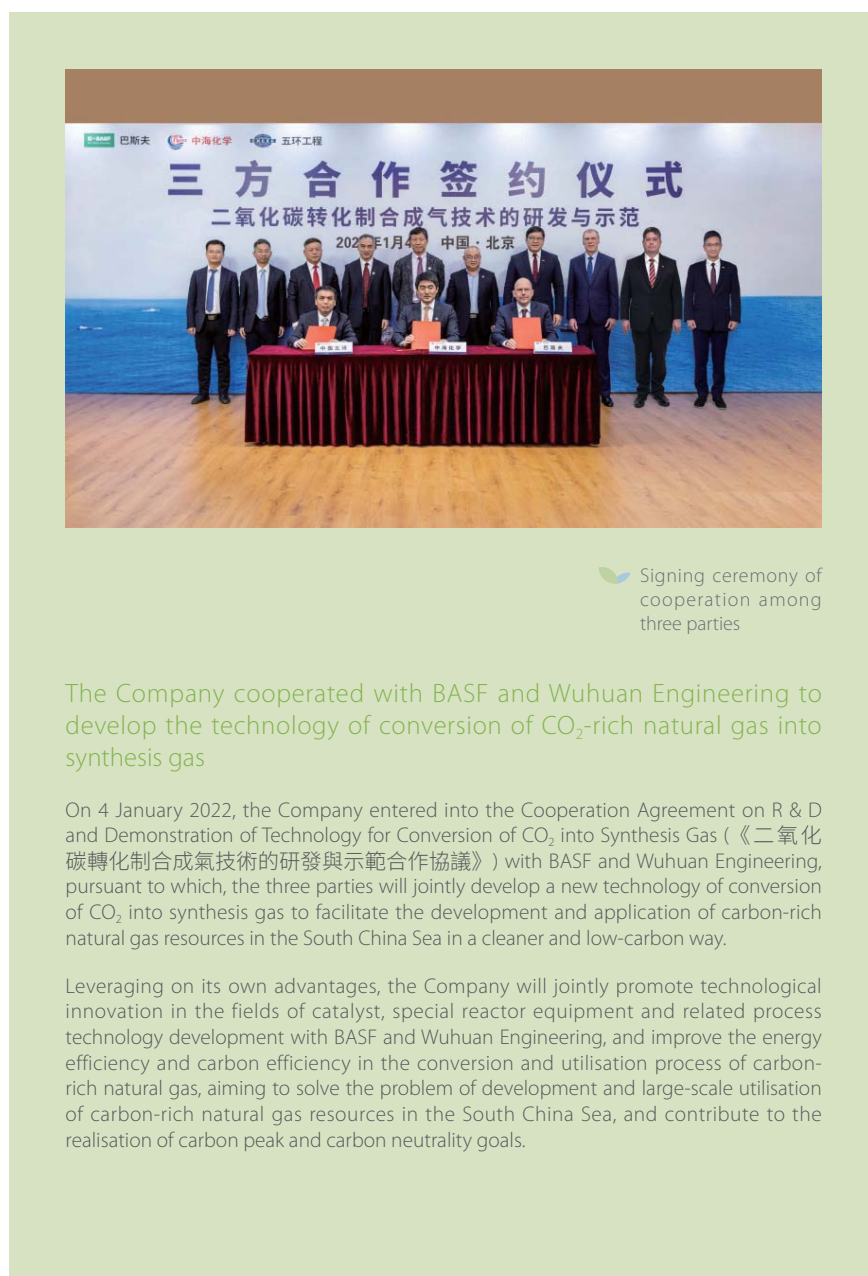 BASF 巴斯夫 中海化学 五环工程
三方合作签约仪式
二氧化碳转化制合成气技术的研发与示范
中国·北京
中海化学 巴斯夫
Signing ceremony of
cooperation among
three parties
The Company cooperated with BASF and Wuhuan Engineering to
develop the technology of conversion of CO₂-rich natural gas into
synthesis gas
On 4 January 2022, the Company entered into the Cooperation Agreement on R & D
and Demonstration of Technology for Conversion of CO₂ into Synthesis Gas (《二氧化
碳轉化制合成氣技術的研發與示範合作協議》) with BASF and Wuhuan Engineering,
pursuant to which, the three parties will jointly develop a new technology of conversion
of CO₂ into synthesis gas to facilitate the development and application of carbon-rich
natural gas resources in the South China Sea in a cleaner and low-carbon way.
Leveraging on its own advantages, the Company will jointly promote technological
innovation in the fields of catalyst, special reactor equipment and related process
technology development with BASF and Wuhuan Engineering, and improve the energy
efficiency and carbon efficiency in the conversion and utilisation process of carbon-
rich natural gas, aiming to solve the problem of development and large-scale utilisation
of carbon-rich natural gas resources in the South China Sea, and contribute to the
realisation of carbon peak and carbon neutrality goals.